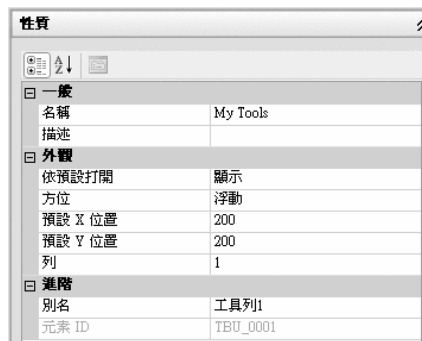 性質
一般
名稱 My Tools
描述
外觀
依預設打開 顯示
方位 浮動
預設 X 位置 200
預設 Y 位置 200
列 1
進階
別名 工具列1
元素 ID TBU_0001